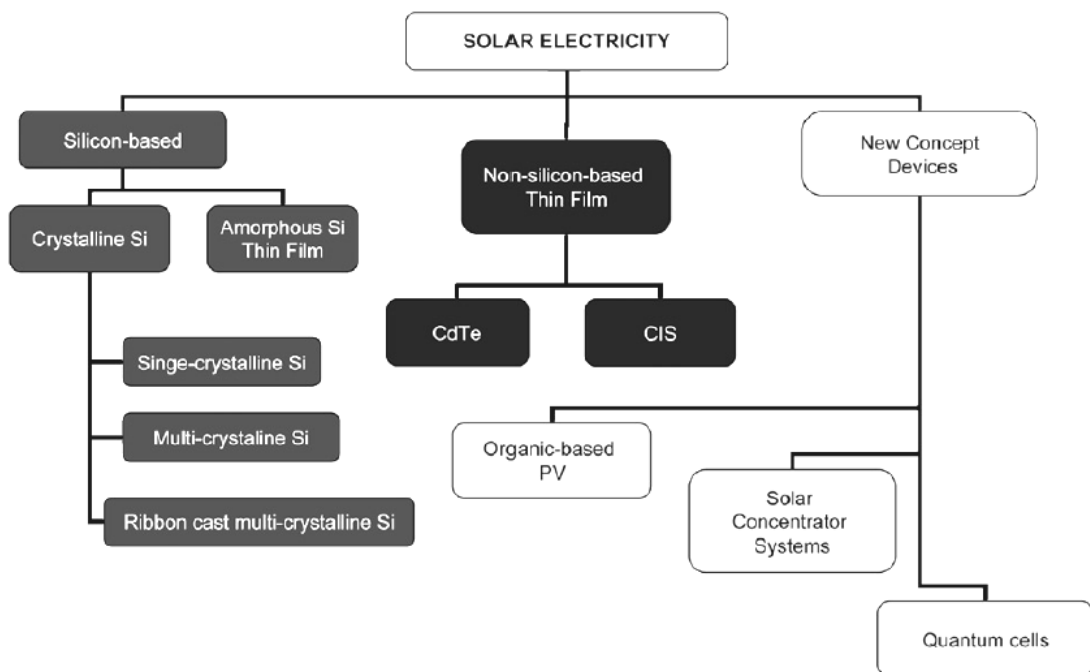 SOLAR ELECTRICITY
Silicon-based
Non-silicon-based
Thin Film
New Concept
Devices
Crystalline Si
Amorphous Si
Thin Film
CdTe
CIS
Singe-crystalline Si
Multi-crystaline Si
Ribbon cast multi-crystalline Si
Organic-based
PV
Solar
Concentrator
Systems
Quantum cells